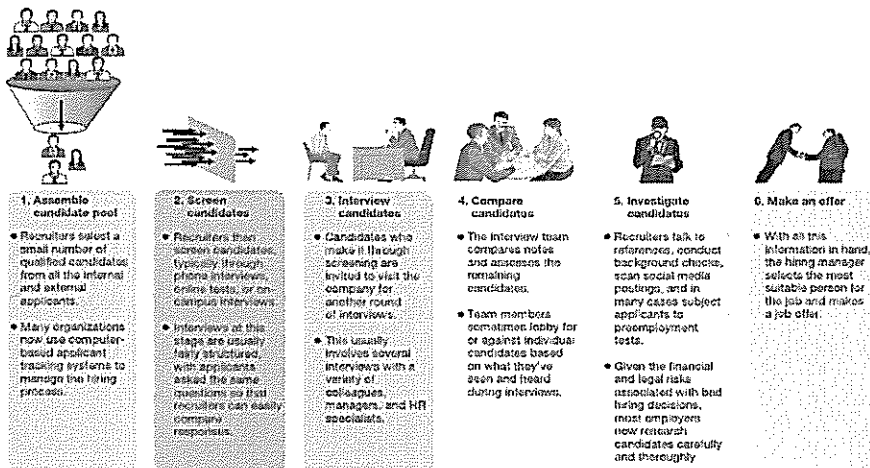 1. Assemble
candidate pool
• Recruiters select a
small number of
qualified candidates
from all the internal
and external
applicants.
• Many organizations
now use computer-
based applicant
tracking systems to
manage the hiring
process.
2. Screen
candidates
• Recruiters then
screen candidates,
typically through
phone interviews,
online tests, or on-
campus interviews.
• Interviews at this
stage are usually
fairly structured,
with applicants
asked the same
questions so that
recruiters can easily
compare
responses.
3. Interview
candidates
• Candidates who
make it through
screening are
invited to visit the
company for
another round
of interviews.
• This usually
involves several
interviews with a
variety of
colleagues,
managers, and HR
specialists.
4. Compare
candidates
• The interview team
compares notes
and assesses the
remaining
candidates.
• Team members
sometimes lobby for
or against individual
candidates based
on what they've
seen and heard
during interviews.
5. Investigate
candidates
• Recruiters talk to
references, conduct
background checks,
scan social media
postings, and in
many cases subject
applicants to
preemployment
tests.
• Given the financial
and legal risks
associated with bad
hiring decisions,
most employers
now research
candidates carefully
and thoroughly
6. Make an offer
• With all this
information in hand,
the hiring manager
selects the most
suitable person for
the job and makes
a job offer.